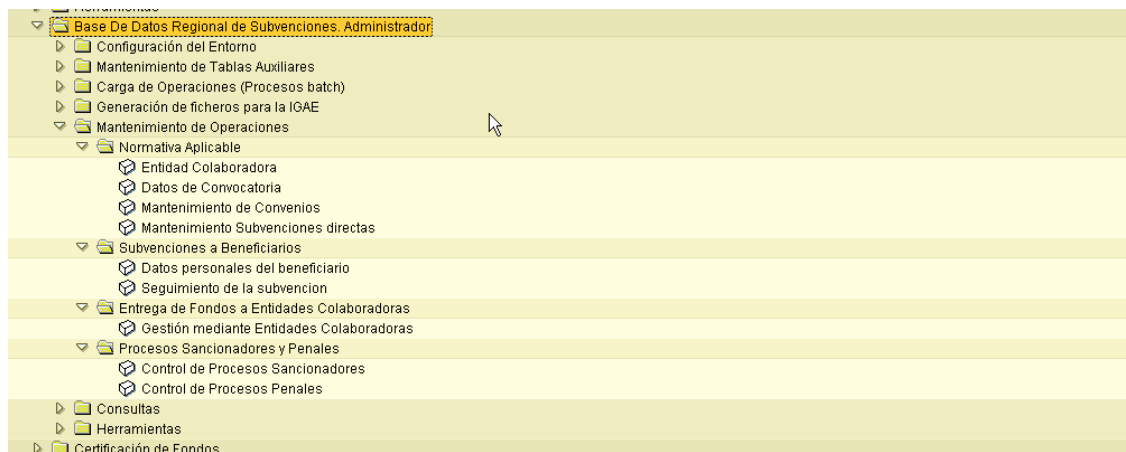 Herramientas
Base De Datos Regional de Subvenciones. Administrador
Configuración del Entorno
Mantenimiento de Tablas Auxiliares
Carga de Operaciones (Procesos batch)
Generación de ficheros para la IGAE
Mantenimiento de Operaciones
Normativa Aplicable
Entidad Colaboradora
Datos de Convocatoria
Mantenimiento de Convenios
Mantenimiento Subvenciones directas
Subvenciones a Beneficiarios
Datos personales del beneficiario
Seguimiento de la subvencion
Entrega de Fondos a Entidades Colaboradoras
Gestión mediante Entidades Colaboradoras
Procesos Sancionadores y Penales
Control de Procesos Sancionadores
Control de Procesos Penales
Consultas
Herramientas
Certificación de Fondos